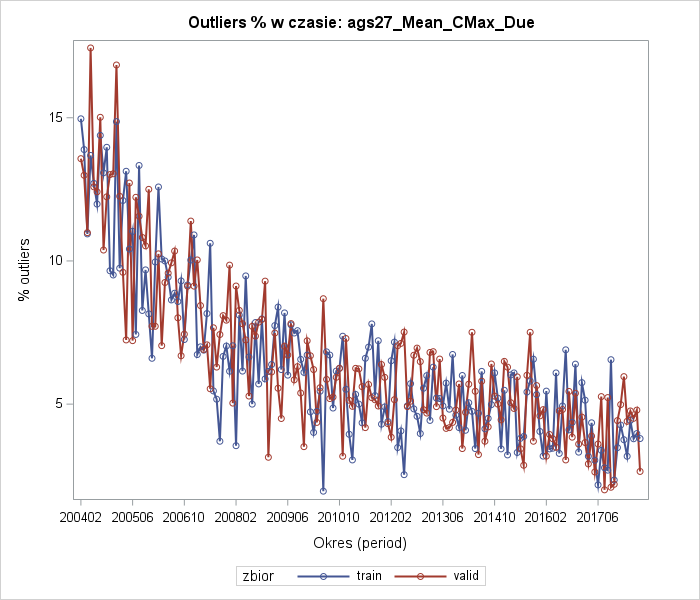 Outliers % w czasie: ags27_Mean_CMax_Due
15
10
5
% outliers
200402 200506 200610 200802 200906 201010 201202 201306 201410 201602 201706
Okres (period)
zbior train valid